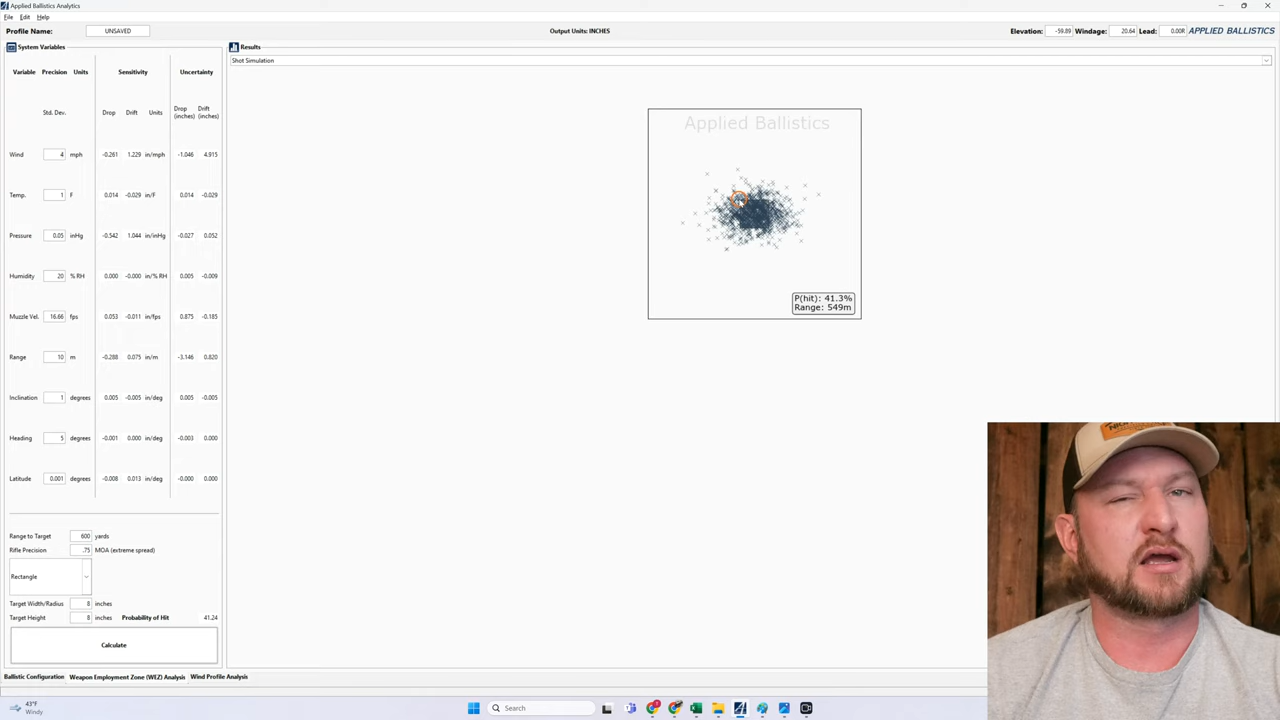 Applied Ballistics Analytics
File Edit Help
Profile Name: UNSAVED Output Units: INCHES Elevation: -59.89 Windage: 20.64 Lead: 0.00R APPLIED BALLISTICS
System Variables Results
Shot Simulation
Variable Precision Units Sensitivity Uncertainty
Std. Dev. Drop Drift Units Drop (inches) Drift (inches)
Wind 4 mph -0.261 1.229 in/mph -1.046 4.915
Temp. 1 F 0.014 -0.029 in/F 0.014 -0.029
Pressure 0.05 inHg -0.542 1.044 in/inHg -0.027 0.052
Humidity 20 % RH 0.000 -0.000 in/% RH 0.005 -0.009
Muzzle Vel. 16.66 fps 0.053 -0.011 in/fps 0.875 -0.185
Range 10 m -0.288 0.075 in/m -3.146 0.820
Inclination 1 degrees 0.005 -0.005 in/deg 0.005 -0.005
Heading 5 degrees -0.001 0.000 in/deg -0.003 0.000
Latitude 0.001 degrees -0.008 0.013 in/deg -0.000 0.000
Applied Ballistics
P(hit): 41.3%
Range: 549m
Range to Target 600 yards
Rifle Precision .75 MOA (extreme spread)
Rectangle
Target Width/Radius 8 inches
Target Height 8 inches Probability of Hit 41.24
Calculate
Ballistic Configuration Weapon Employment Zone (WEZ) Analysis Wind Profile Analysis
43°F
Windy
Search